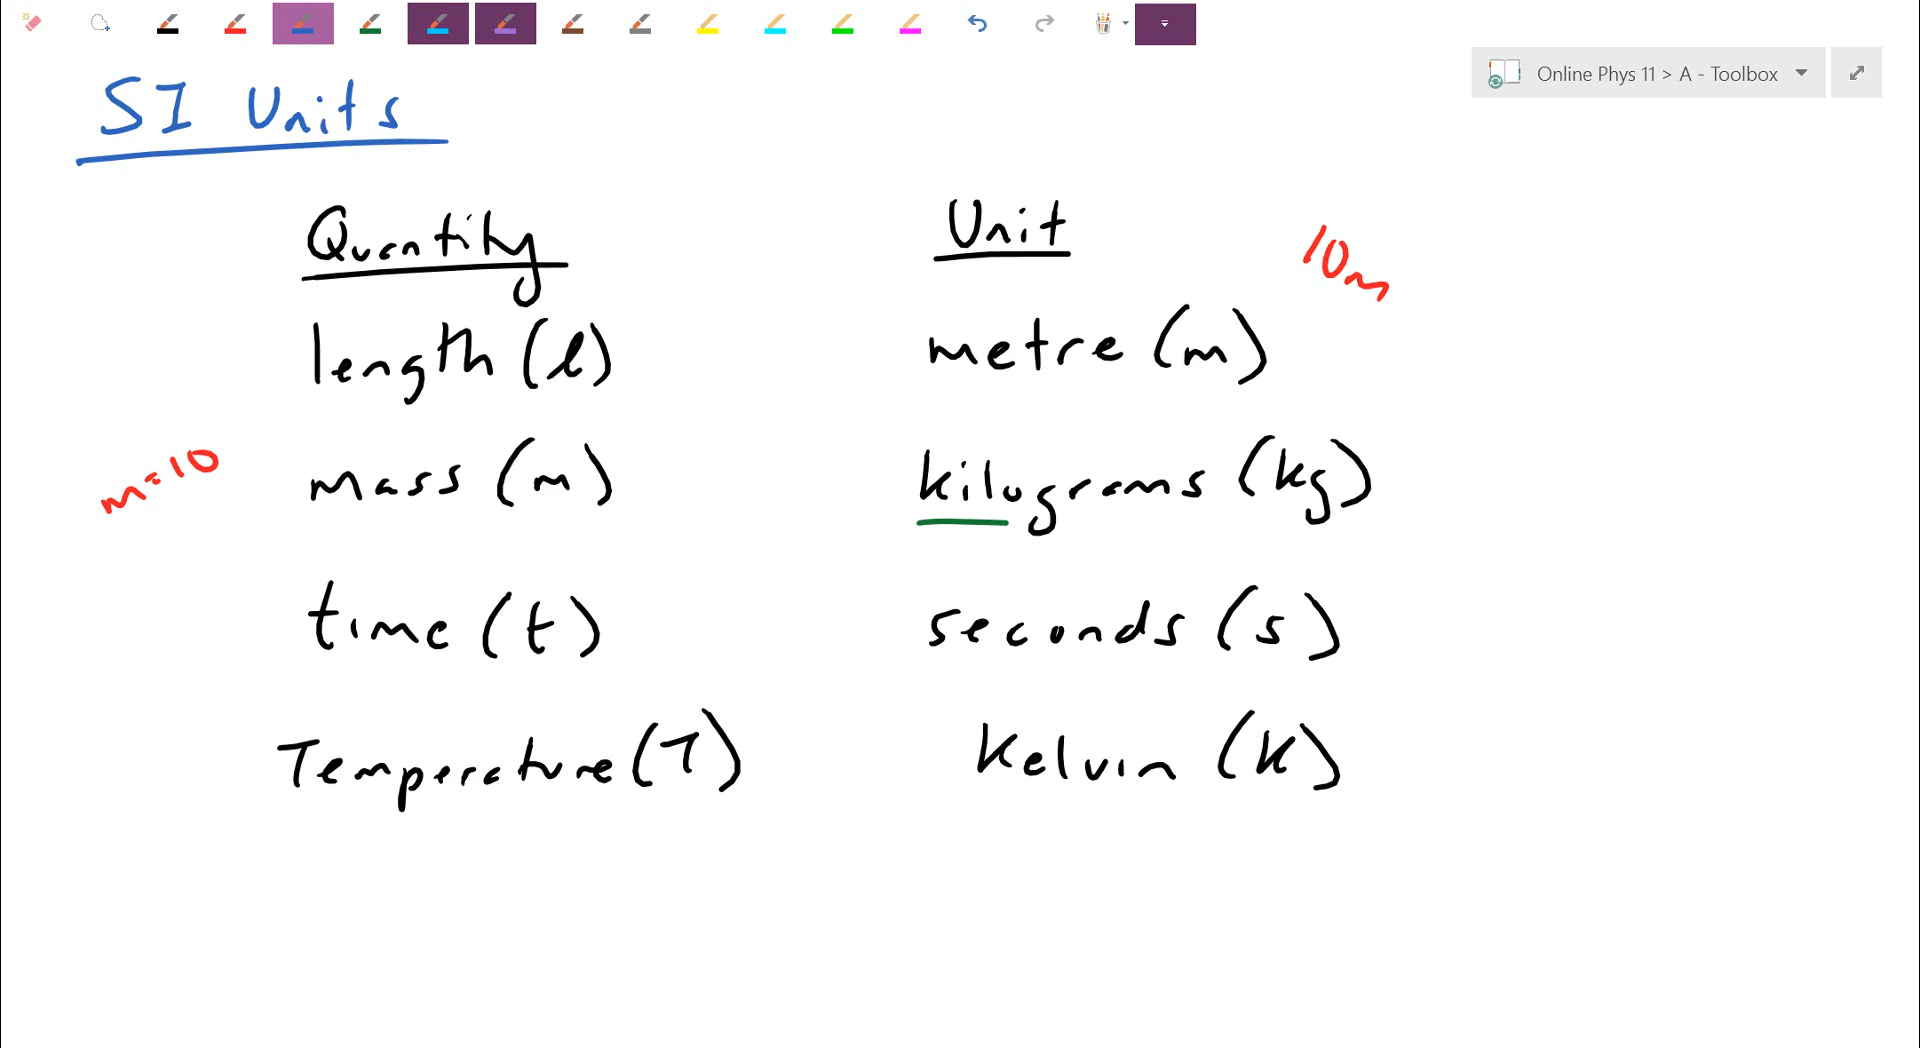 Online Phys 11 > A - Toolbox
SI Units
Quantity Unit
10m
length (l) metre (m)
m=10 mass (m) kilograms (kg)
time (t) seconds (s)
Temperature (T) Kelvin (K)